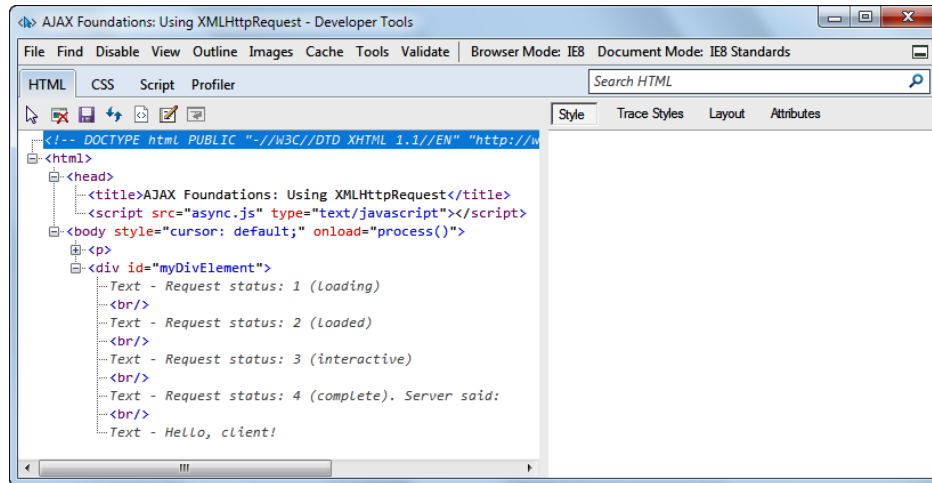 AJAX Foundations: Using XMLHttpRequest - Developer Tools
File Find Disable View Outline Images Cache Tools Validate Browser Mode: IE8 Document Mode: IE8 Standards
HTML CSS Script Profiler Search HTML
Style Trace Styles Layout Attributes
<!-- DOCTYPE html PUBLIC "-//W3C//DTD XHTML 1.1//EN" "http://w
<html>
<head>
<title>AJAX Foundations: Using XMLHttpRequest</title>
<script src="async.js" type="text/javascript"></script>
<body style="cursor: default;" onload="process()">
<p>
<div id="myDivElement">
Text - Request status: 1 (loading)
<br/>
Text - Request status: 2 (loaded)
<br/>
Text - Request status: 3 (interactive)
<br/>
Text - Request status: 4 (complete). Server said:
<br/>
Text - Hello, client!